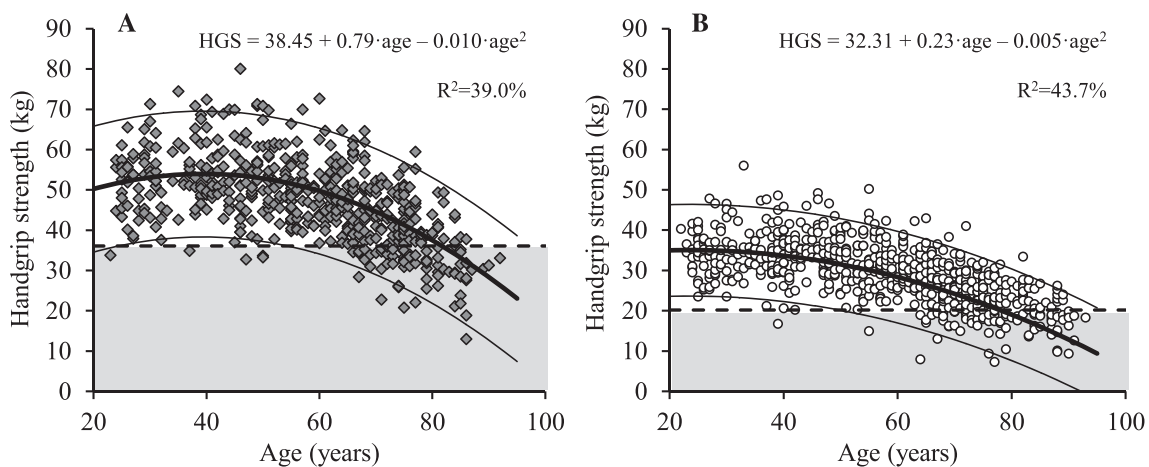 A
HGS = 38.45 + 0.79·age – 0.010·age²
R²=39.0%
Handgrip strength (kg)
90
80
70
60
50
40
30
20
10
0
20 40 60 80 100
Age (years)
B
HGS = 32.31 + 0.23·age – 0.005·age²
R²=43.7%
Handgrip strength (kg)
90
80
70
60
50
40
30
20
10
0
20 40 60 80 100
Age (years)